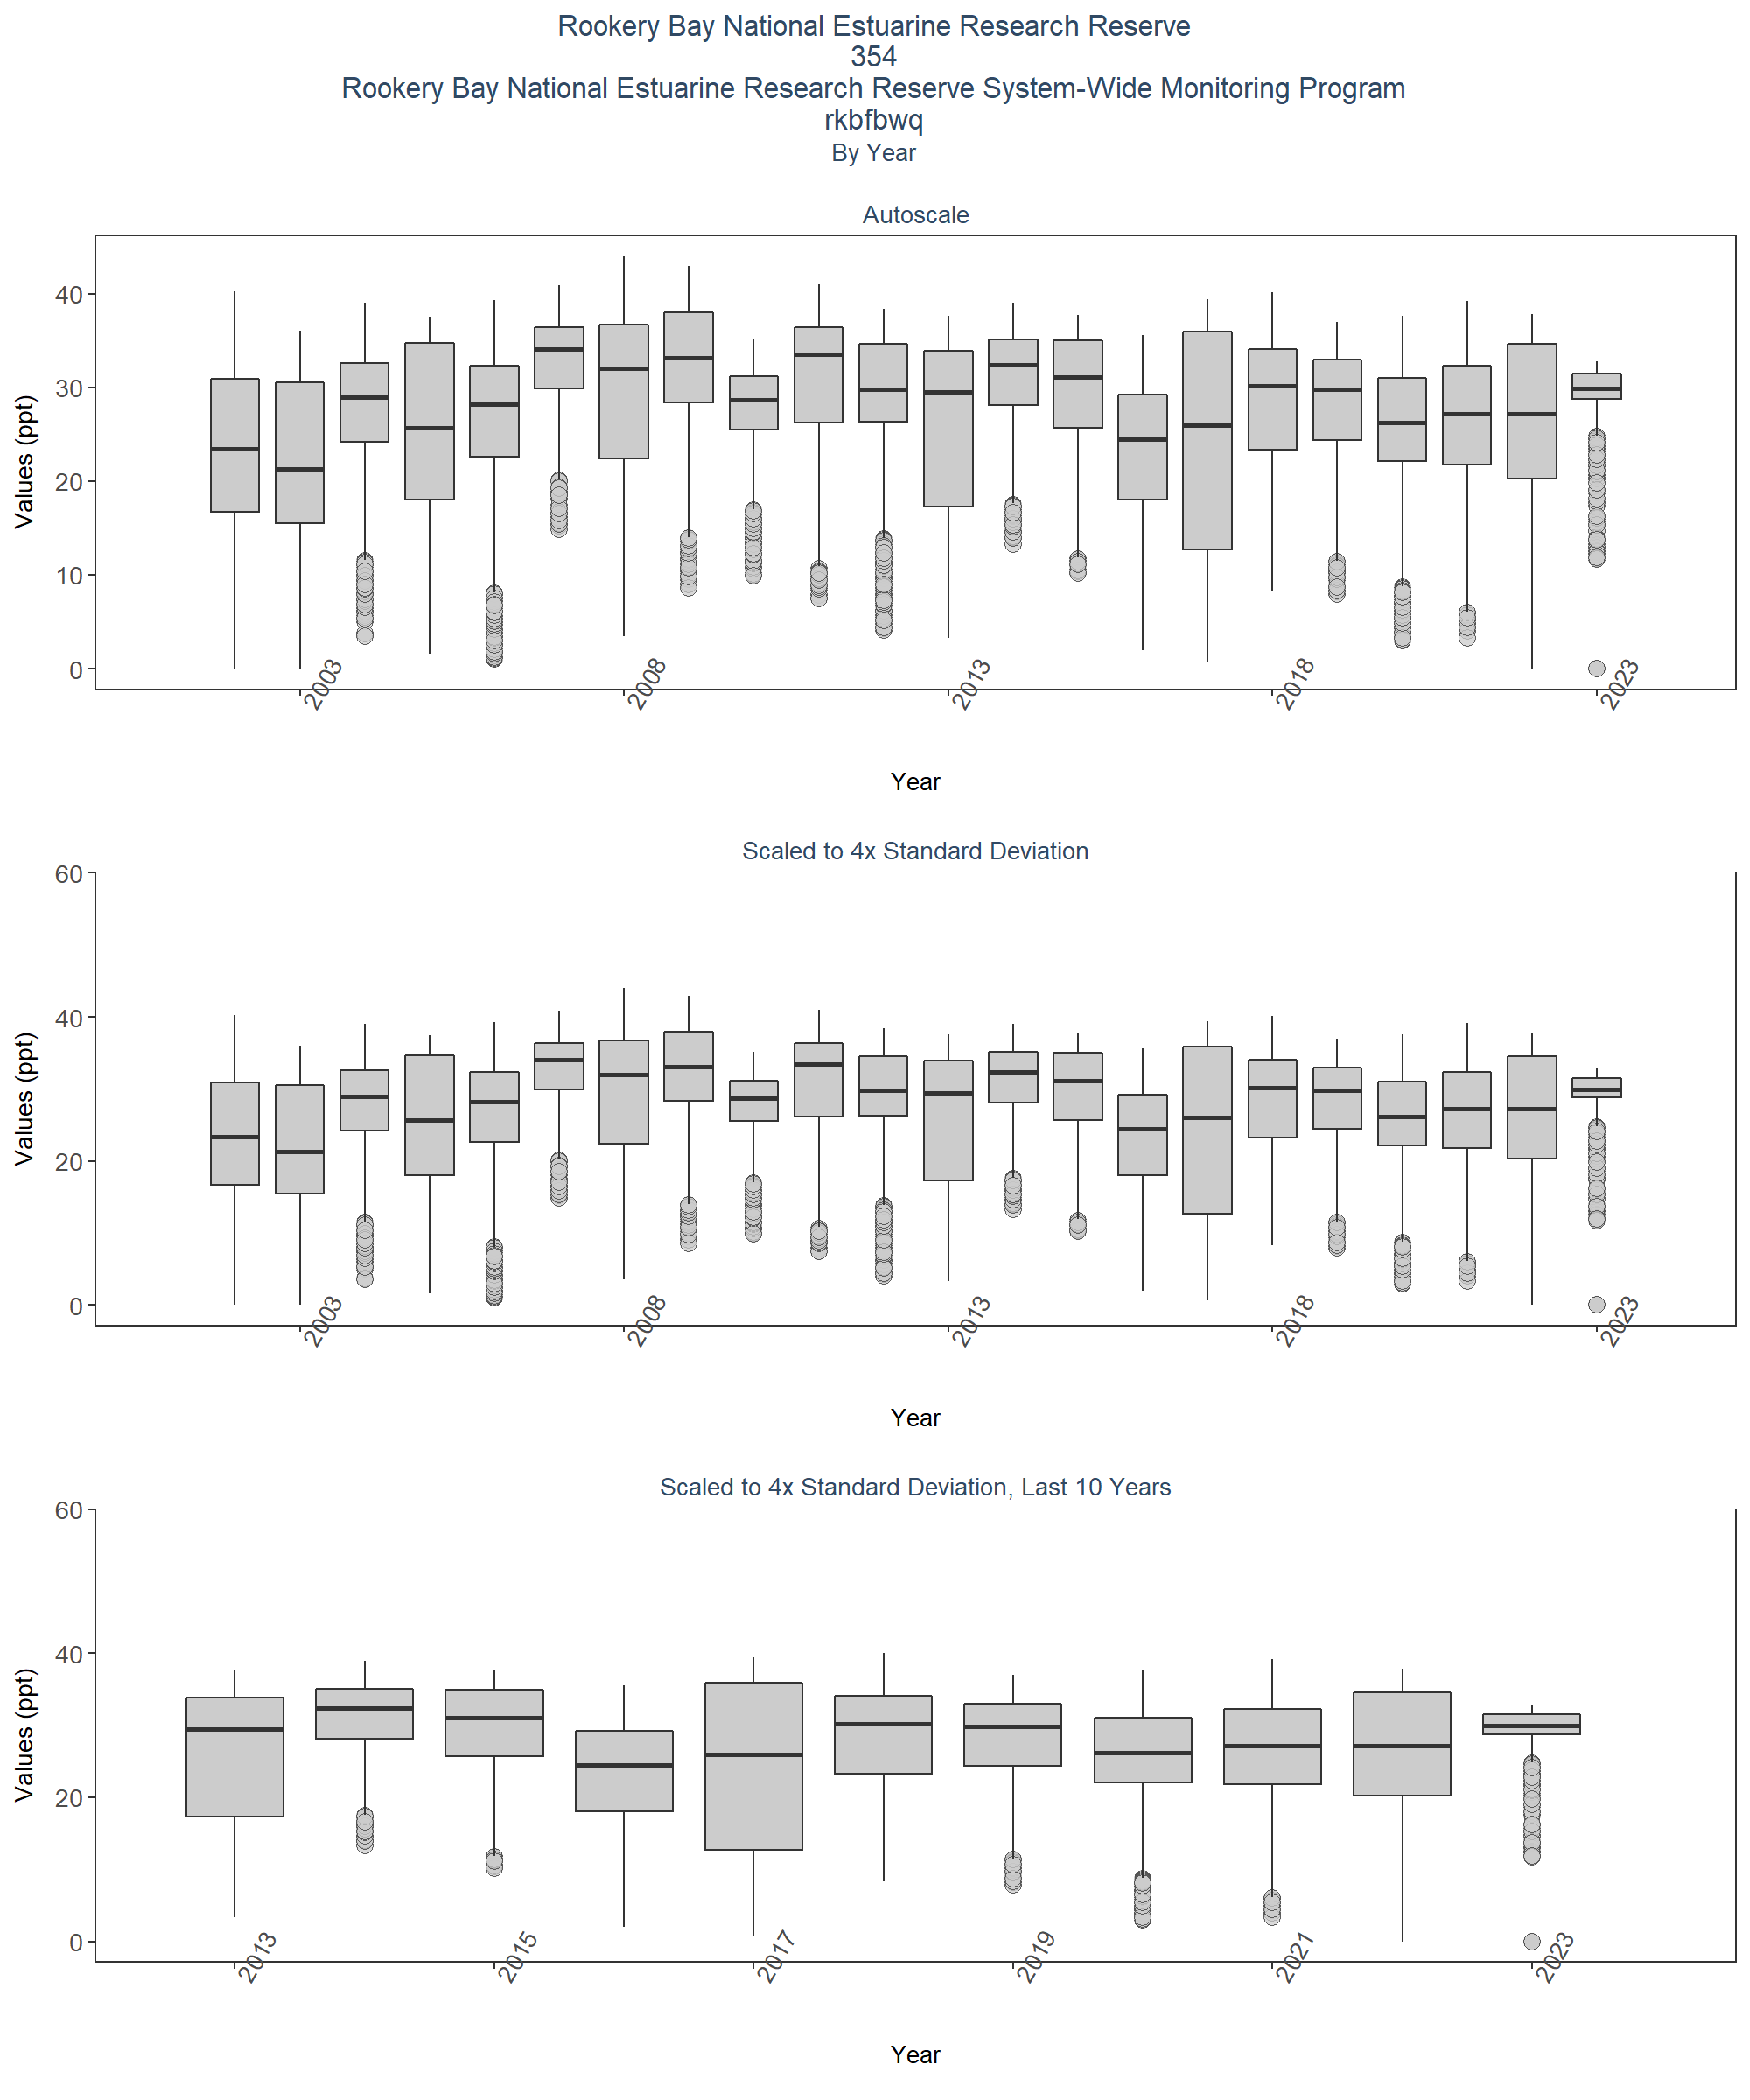 Rookery Bay National Estuarine Research Reserve
354
Rookery Bay National Estuarine Research Reserve System-Wide Monitoring Program
rkbfbwq
By Year
Autoscale
Values (ppt)
40
30
20
10
0
2003
2008
2013
2018
2023
Year
Scaled to 4x Standard Deviation
Values (ppt)
60
40
20
0
2003
2008
2013
2018
2023
Year
Scaled to 4x Standard Deviation, Last 10 Years
Values (ppt)
60
40
20
0
2013
2015
2017
2019
2021
2023
Year